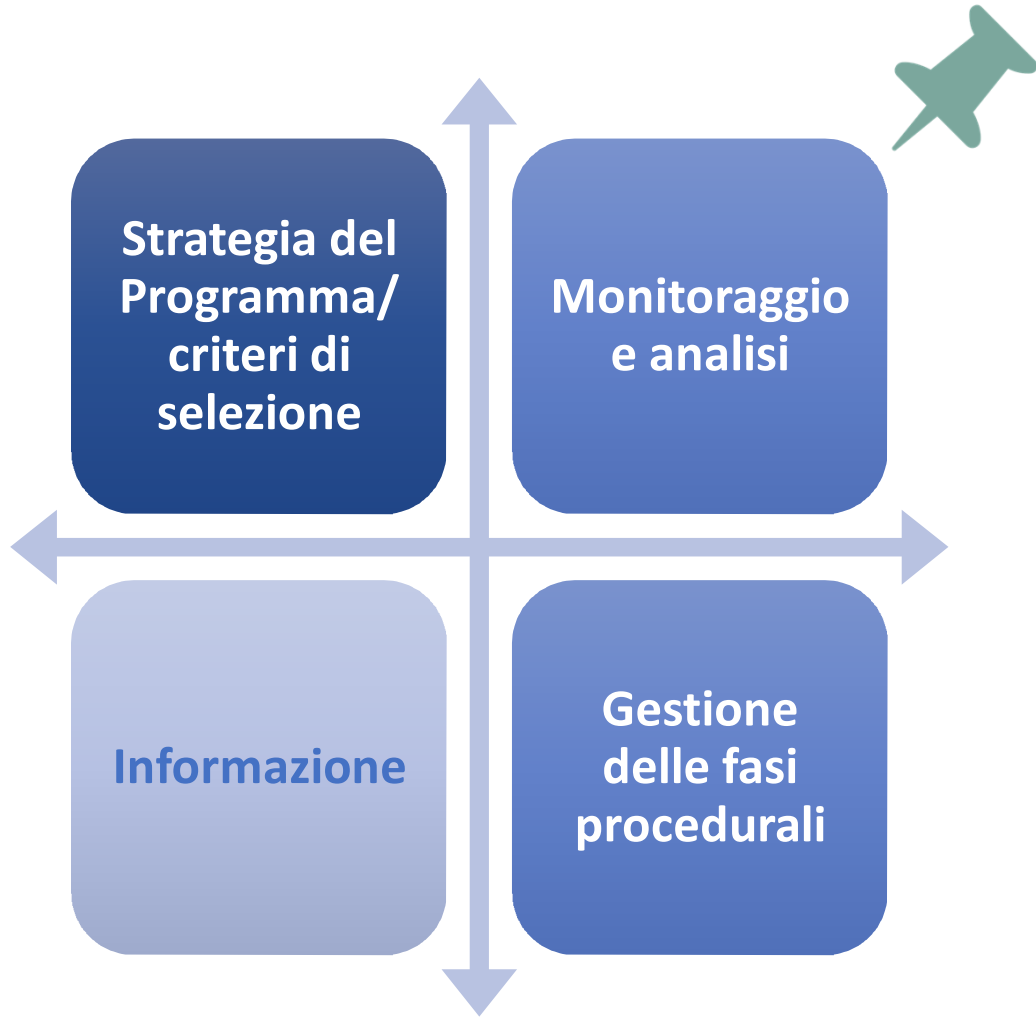 Strategia del
Programma/
criteri di
selezione
Monitoraggio
e analisi
Informazione
Gestione
delle fasi
procedurali